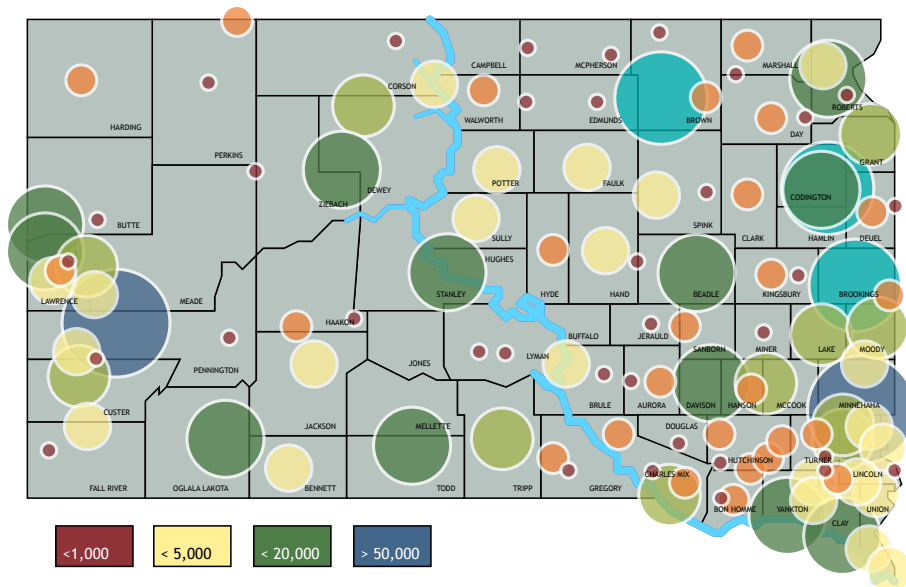 CAMPBELL
MCPHERSON
MARSHALL
CORSON
ROBERTS
HARDING
WALWORTH
EDMUNDS
BROWN
DAY
PERKINS
GRANT
POTTER
FAULK
DEWEY
ZIEBACH
CODINGTON
BUTTE
SPINK
SULLY
CLARK
HAMLIN
DEUEL
HUGHES
LAWRENCE
MEADE
STANLEY
HYDE
HAND
BEADLE
KINGSBURY
BROOKINGS
HAAKON
BUFFALO
JERAULD
SANBORN
MINER
LAKE
MOODY
LYMAN
JONES
PENNINGTON
BRULE
AURORA
DAVISON
HANSON
MCCOOK
MINNEHAHA
CUSTER
JACKSON
MELLETTE
DOUGLAS
HUTCHINSON
TURNER
LINCOLN
FALL RIVER
OGLALA LAKOTA
BENNETT
TODD
TRIPP
GREGORY
CHARLES MIX
BON HOMME
YANKTON
CLAY
UNION
<1,000
< 5,000
< 20,000
> 50,000